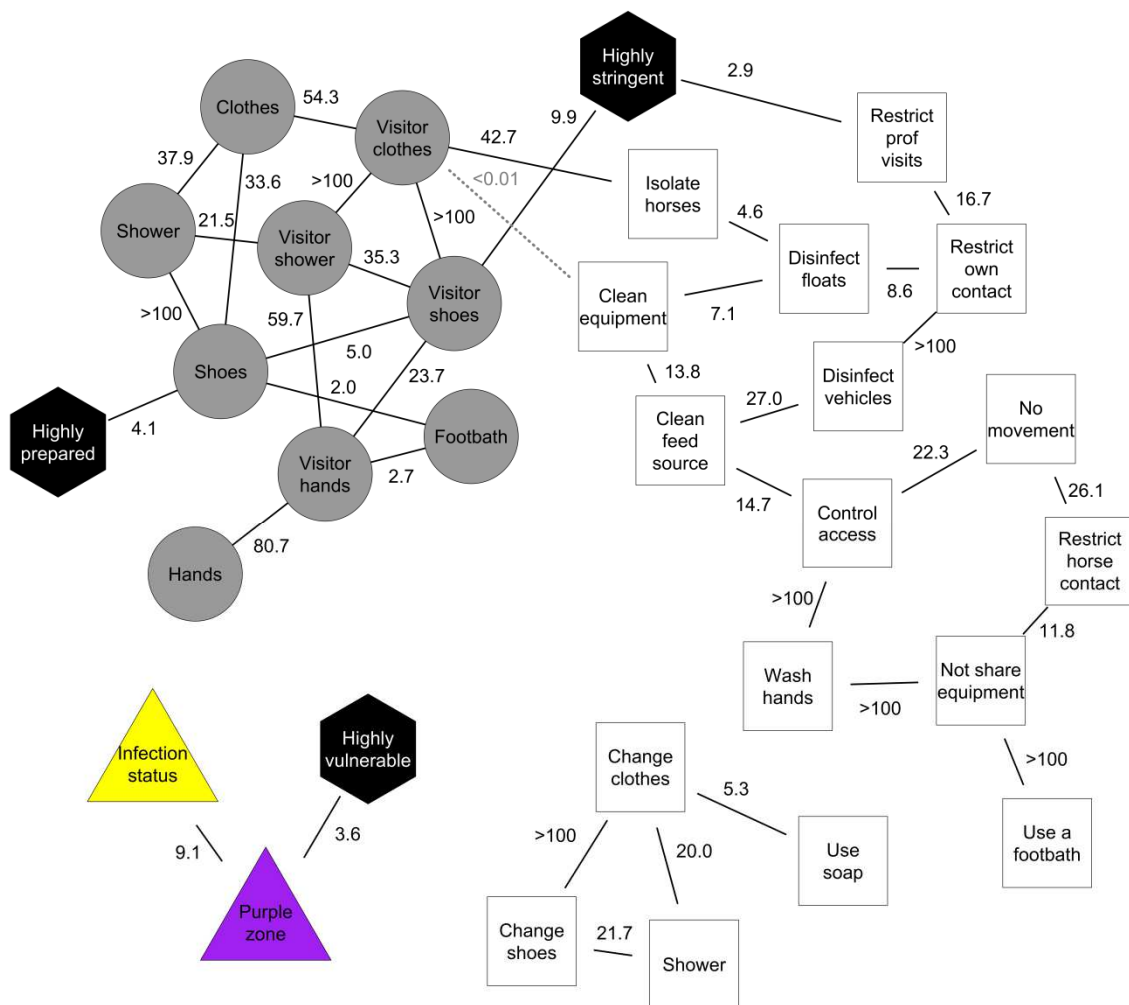 Highly
stringent
2.9
Clothes
54.3
Visitor
clothes
42.7
9.9
Restrict
prof
visits
37.9
33.6
>100
<0.01
Isolate
horses
16.7
Shower
21.5
Visitor
shower
>100
4.6
35.3
Disinfect
floats
8.6
Restrict
own
contact
>100
59.7
Visitor
shoes
Clean
equipment
7.1
Shoes
5.0
23.7
>100
2.0
13.8
Disinfect
vehicles
27.0
No
movement
Highly
prepared
4.1
Footbath
Clean
feed
source
22.3
Visitor
hands
2.7
14.7
26.1
Control
access
80.7
Hands
Restrict
horse
contact
>100
11.8
Wash
hands
>100
Not share
equipment
Infection
status
Highly
vulnerable
Change
clothes
5.3
>100
9.1
3.6
>100
20.0
Use
soap
Use a
footbath
Purple
zone
Change
shoes
21.7
Shower